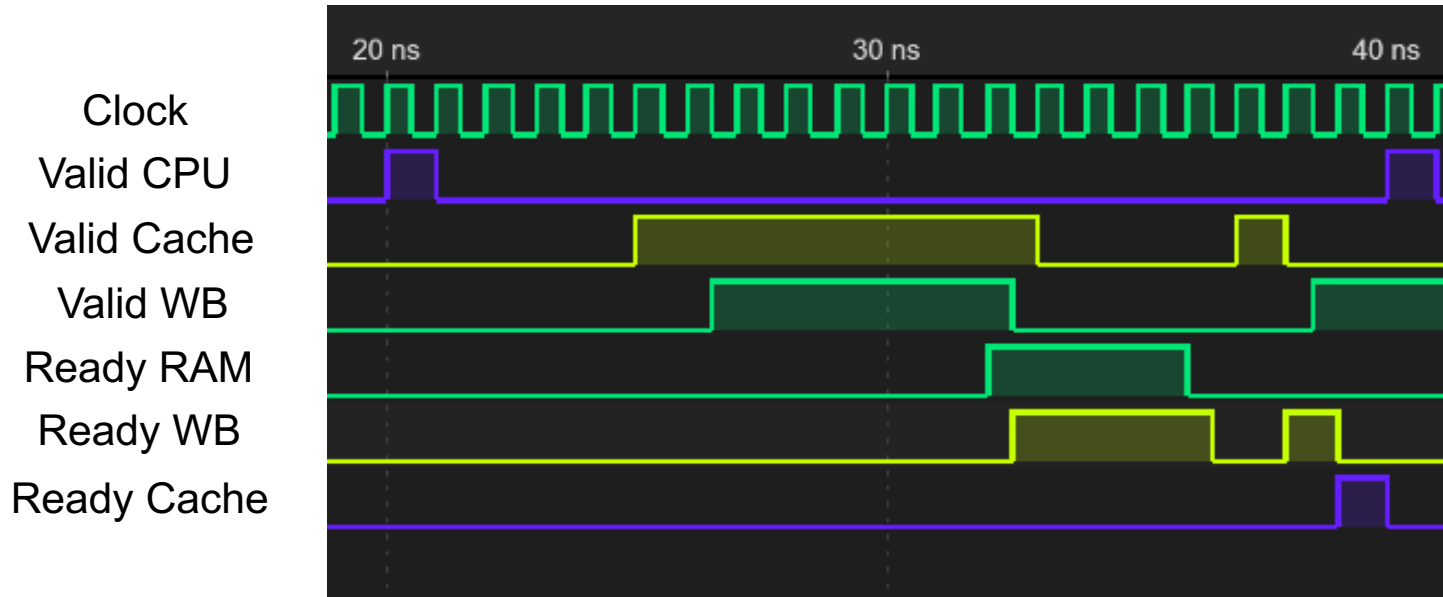 20 ns 30 ns 40 ns
Clock
Valid CPU
Valid Cache
Valid WB
Ready RAM
Ready WB
Ready Cache